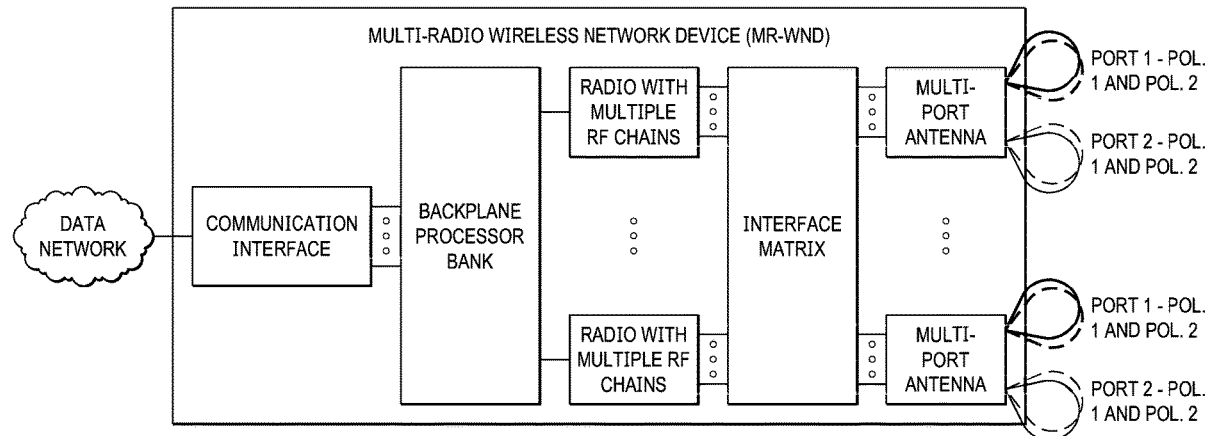 MULTI-RADIO WIRELESS NETWORK DEVICE (MR-WND)
DATA
NETWORK
COMMUNICATION
INTERFACE
BACKPLANE
PROCESSOR
BANK
RADIO WITH
MULTIPLE
RF CHAINS
RADIO WITH
MULTIPLE RF
CHAINS
INTERFACE
MATRIX
MULTI-
PORT
ANTENNA
MULTI-
PORT
ANTENNA
PORT 1 - POL.
1 AND POL. 2
PORT 2 - POL.
1 AND POL. 2
PORT 1 - POL.
1 AND POL. 2
PORT 2 - POL.
1 AND POL. 2